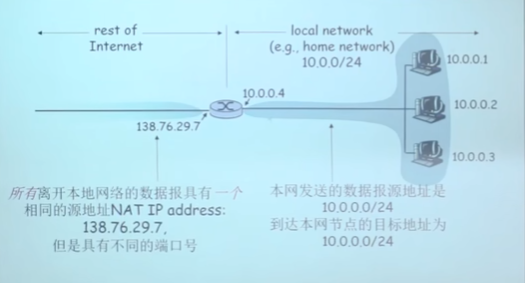 rest of
Internet
local network
(e.g., home network)
10.0.0/24
10.0.0.1
10.0.0.4
10.0.0.2
138.76.29.7
10.0.0.3
所有离开本地网络的数据报具有一个
相同的源地址NAT IP address:
138.76.29.7,
但是具有不同的端口号
本网发送的数据报源地址是
10.0.0.0/24
到达本网节点的目标地址为
10.0.0.0/24